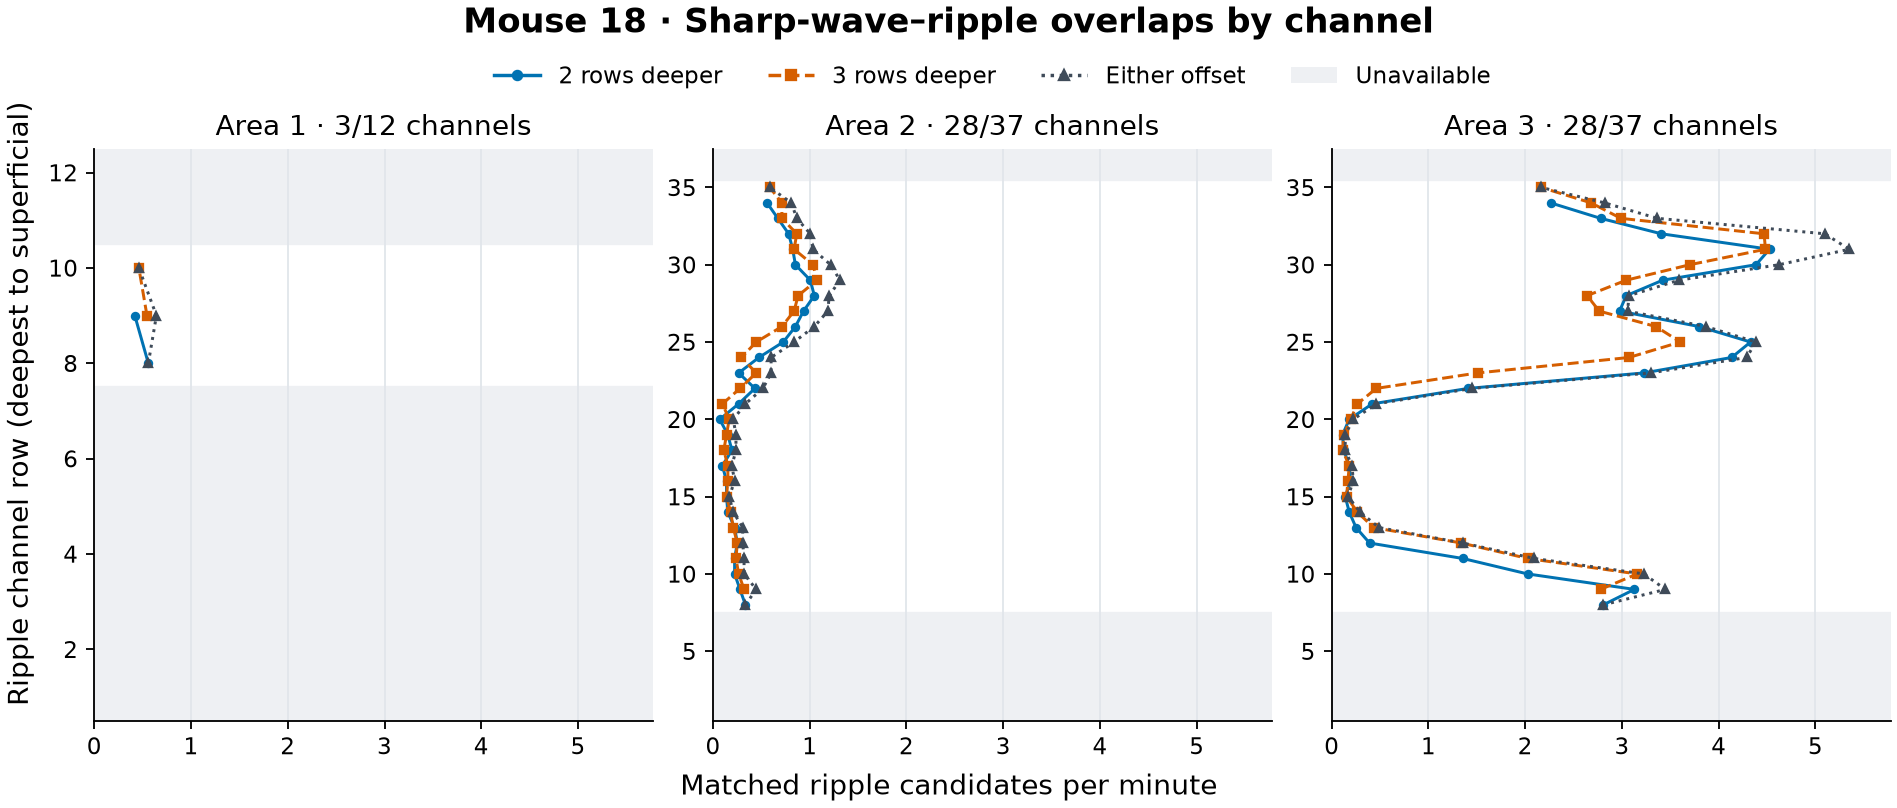 Mouse 18 · Sharp-wave–ripple overlaps by channel
2 rows deeper
3 rows deeper
Either offset
Unavailable
Ripple channel row (deepest to superficial)
Area 1 · 3/12 channels
12
10
8
6
4
2
0 1 2 3 4 5
Area 2 · 28/37 channels
35
30
25
20
15
10
5
0 1 2 3 4 5
Area 3 · 28/37 channels
35
30
25
20
15
10
5
0 1 2 3 4 5
Matched ripple candidates per minute